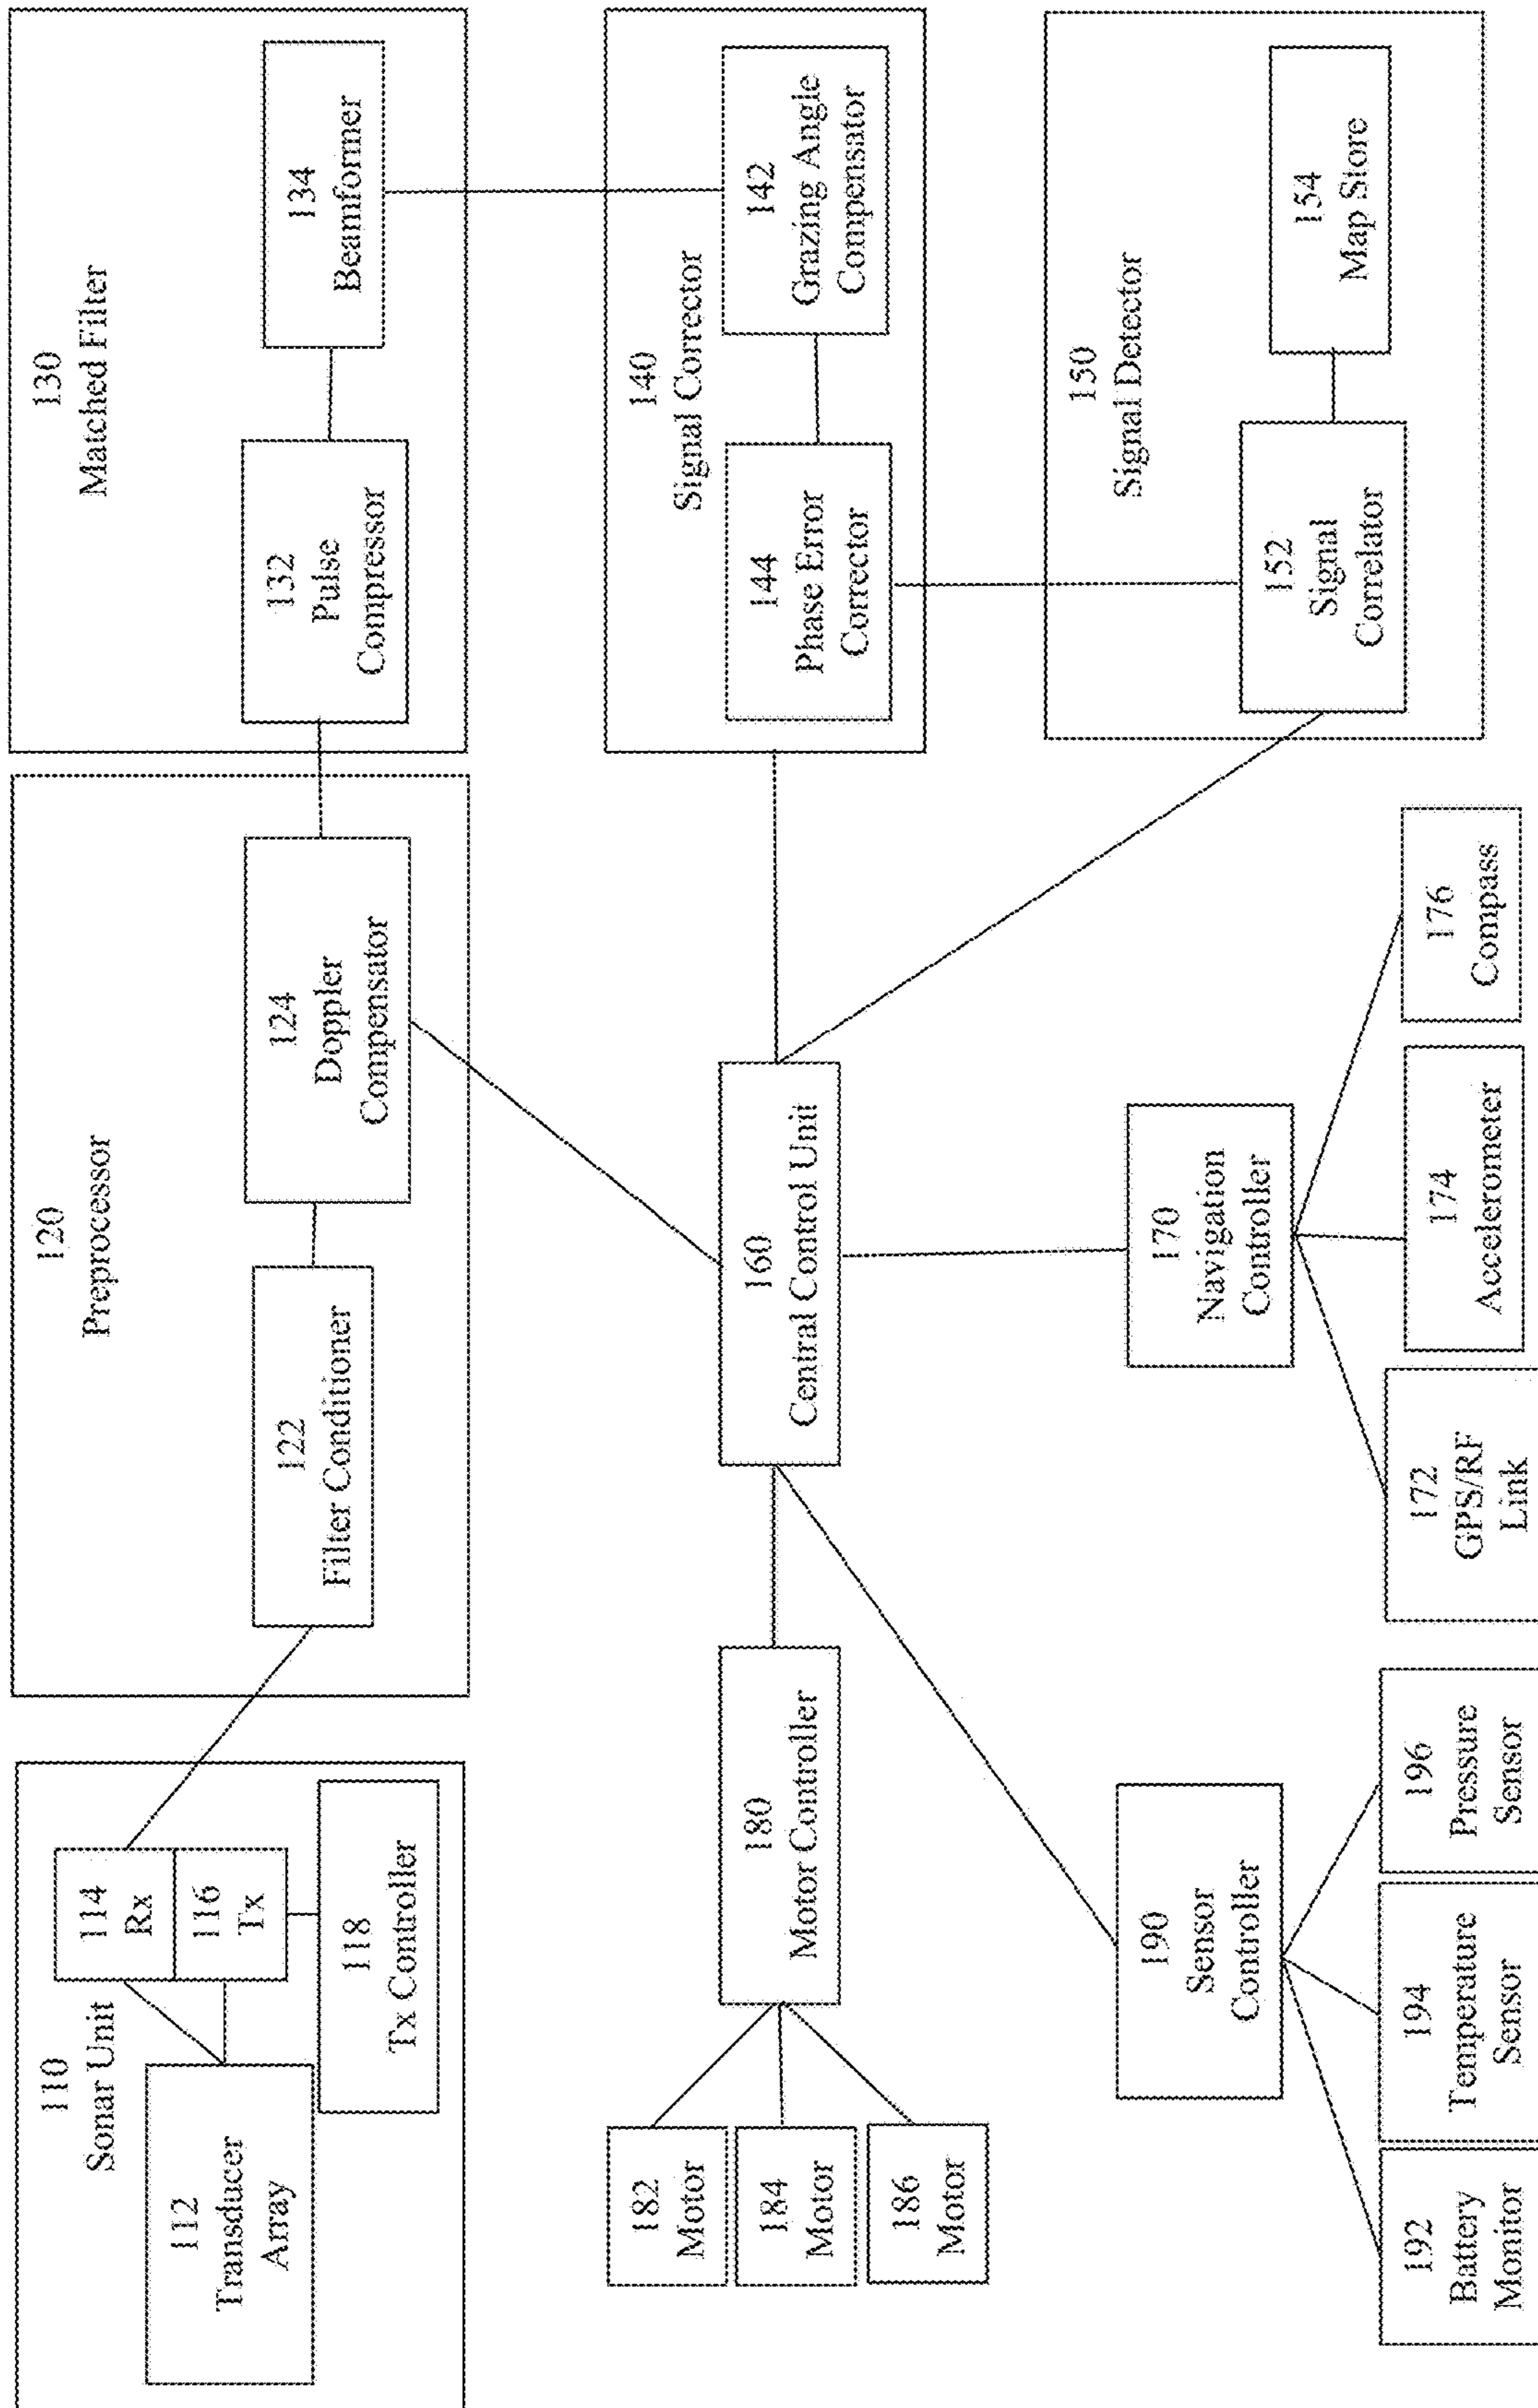 110
Sonar Unit
112
Transducer
Array
114
Rx
116
Tx
118
Tx Controller
120
Preprocessor
122
Filter Conditioner
124
Doppler
Compensator
130
Matched Filter
132
Pulse
Compressor
134
Beamformer
140
Signal Corrector
144
Phase Error
Corrector
142
Grazing Angle
Compensator
150
Signal Detector
152
Signal
Correlator
154
Map Store
160
Central Control Unit
180
Motor Controller
182
Motor
184
Motor
186
Motor
190
Sensor
Controller
192
Battery
Monitor
194
Temperature
Sensor
196
Pressure
Sensor
170
Navigation
Controller
172
GPS/RF
Link
174
Accelerometer
176
Compass